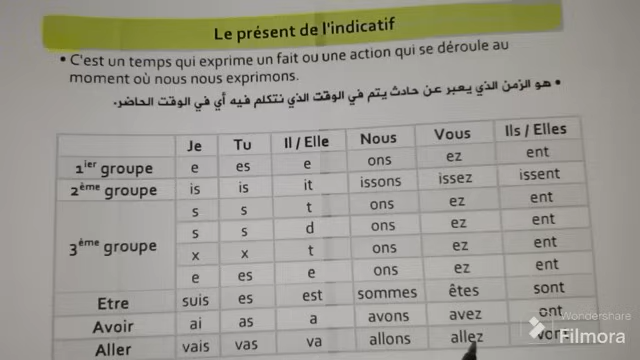 Le présent de l'indicatif
• C'est un temps qui exprime un fait ou une action qui se déroule au
moment où nous nous exprimons.
• هو الزمن الذي يعبر عن حادث يتم في الوقت الذي نتكلم فيه أي في الوقت الحاضر.
Je Tu Il / Elle Nous Vous Ils / Elles
1ier groupe e es e ons ez ent
2ème groupe is is it issons issez issent
3ème groupe s s t ons ez ent
s s d ons ez ent
x x t ons ez ent
e es e ons ez ent
Etre suis es est sommes êtes sont
Avoir ai as a avons avez ont
Aller vais vas va allons allez vont
Wondershare
Filmora